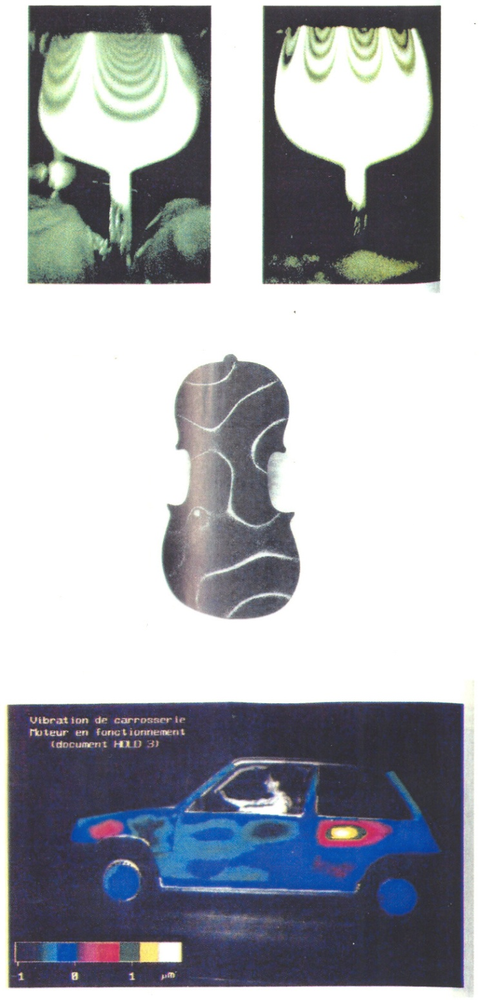 Vibration de carrosserie
Moteur en fonctionnement
(document HOLO 3)
-1 0 1 µm